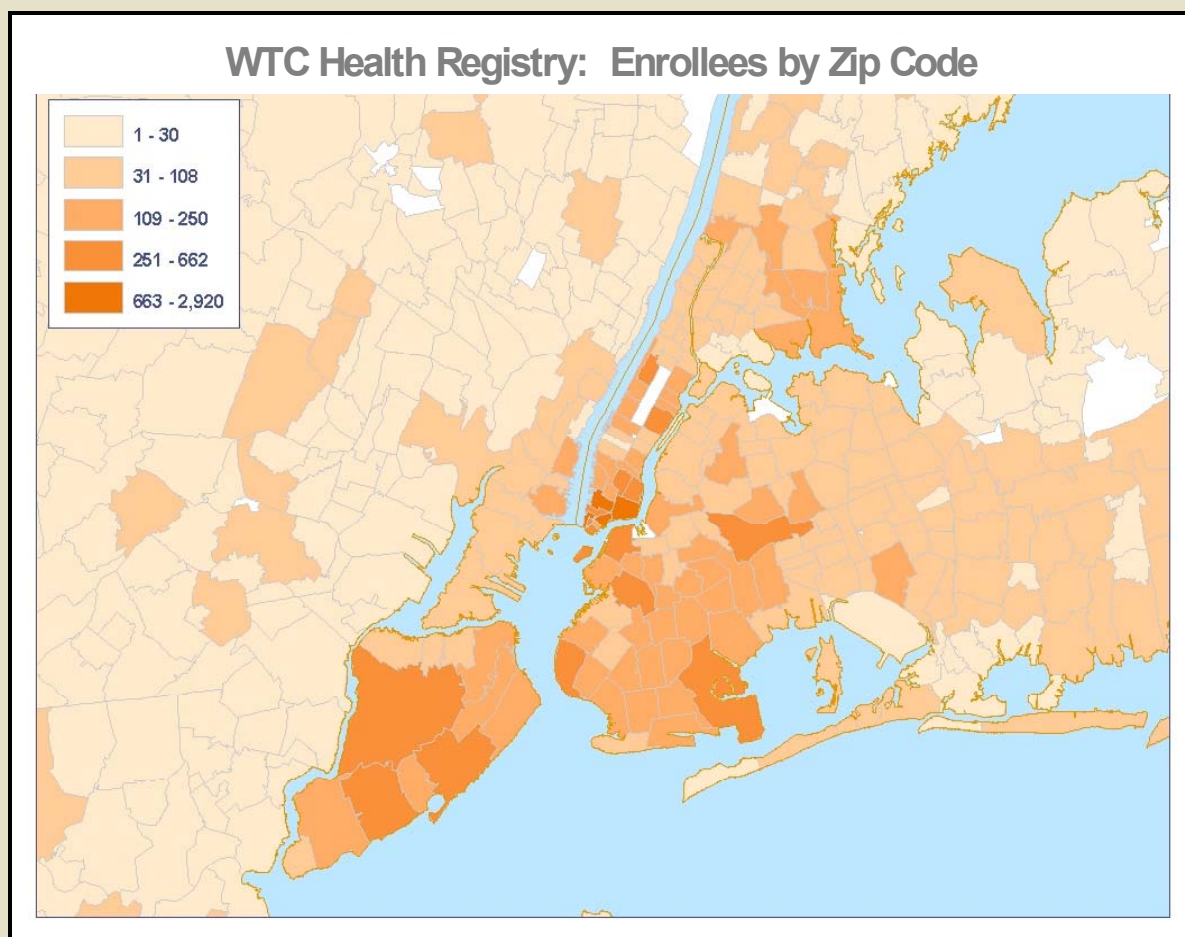 WTC Health Registry: Enrollees by Zip Code
1 - 30
31 - 108
109 - 250
251 - 662
663 - 2,920